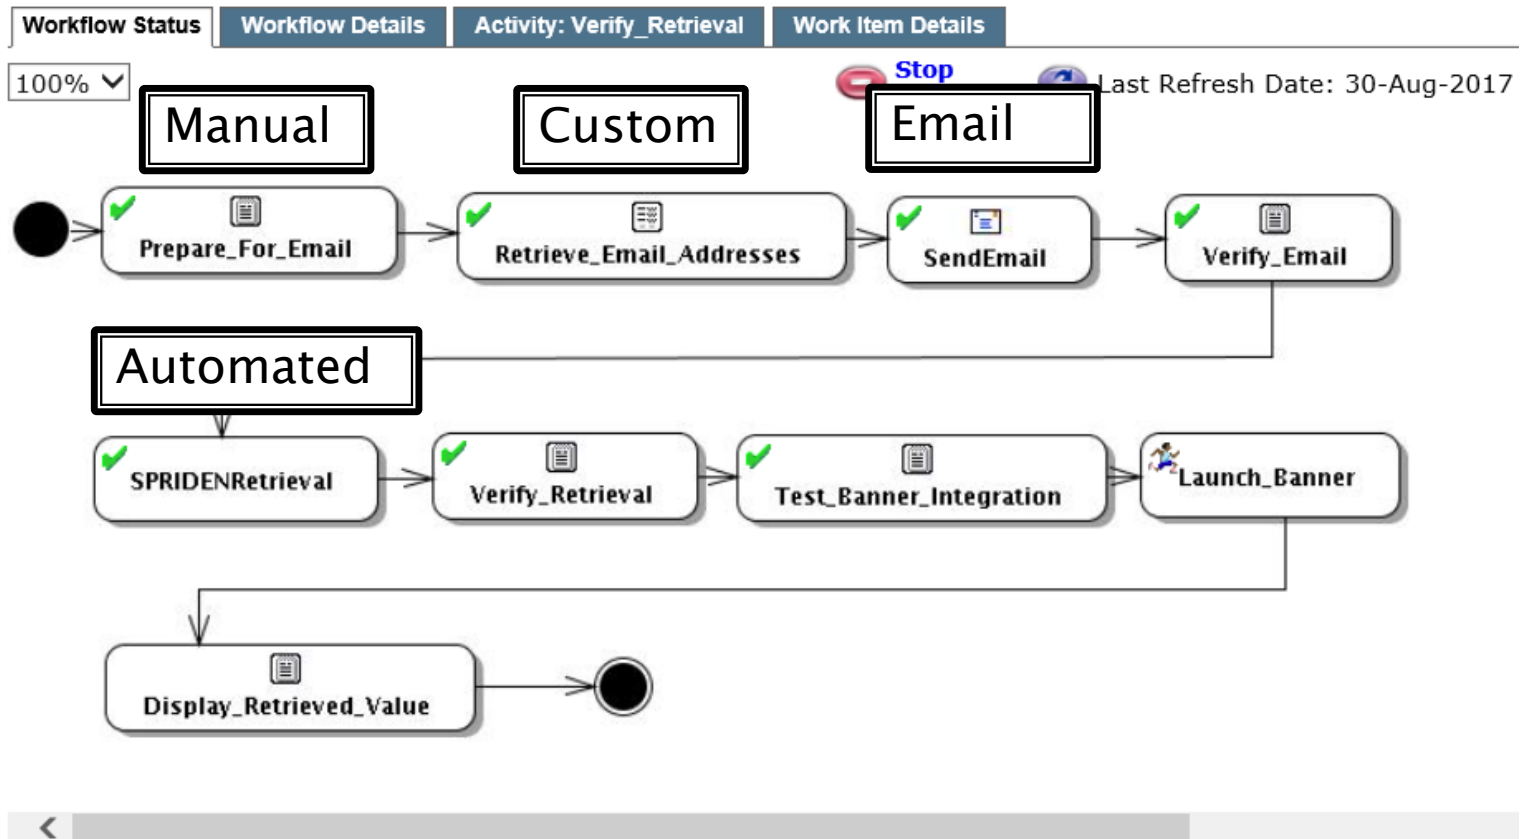 Workflow Status Workflow Details Activity: Verify_Retrieval Work Item Details
100% Stop Last Refresh Date: 30-Aug-2017
Manual Custom Email
Prepare_For_Email Retrieve_Email_Addresses SendEmail Verify_Email
Automated
SPRIDENRetrieval Verify_Retrieval Test_Banner_Integration Launch_Banner
Display_Retrieved_Value